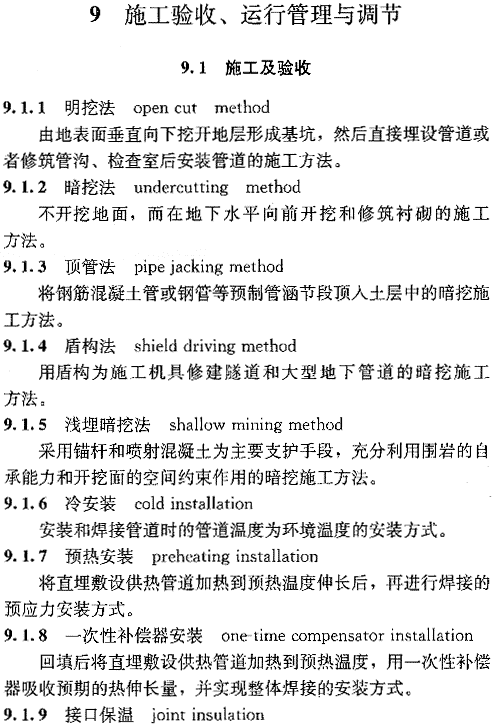 9 施工验收、运行管理与调节
9.1 施工及验收
9.1.1 明挖法 open cut method
由地表面垂直向下挖开地层形成基坑，然后直接埋设管道或
者修筑管沟、检查室后安装管道的施工方法。
9.1.2 暗挖法 undercutting method
不开挖地面，而在地下水平向前开挖和修筑衬砌的施工
方法。
9.1.3 顶管法 pipe jacking method
将钢筋混凝土管或钢管等预制管涵节段顶入土层中的暗挖施
工方法。
9.1.4 盾构法 shield driving method
用盾构为施工机具修建隧道和大型地下管道的暗挖施工
方法。
9.1.5 浅埋暗挖法 shallow mining method
采用锚杆和喷射混凝土为主要支护手段，充分利用围岩的自
承能力和开挖面的空间约束作用的暗挖施工方法。
9.1.6 冷安装 cold installation
安装和焊接管道时的管道温度为环境温度的安装方式。
9.1.7 预热安装 preheating installation
将直埋敷设供热管道加热到预热温度伸长后，再进行焊接的
预应力安装方式。
9.1.8 一次性补偿器安装 one-time compensator installation
回填后将直埋敷设供热管道加热到预热温度，用一次性补偿
器吸收预期的热伸长量，并实现整体焊接的安装方式。
9.1.9 接口保温 joint insulation